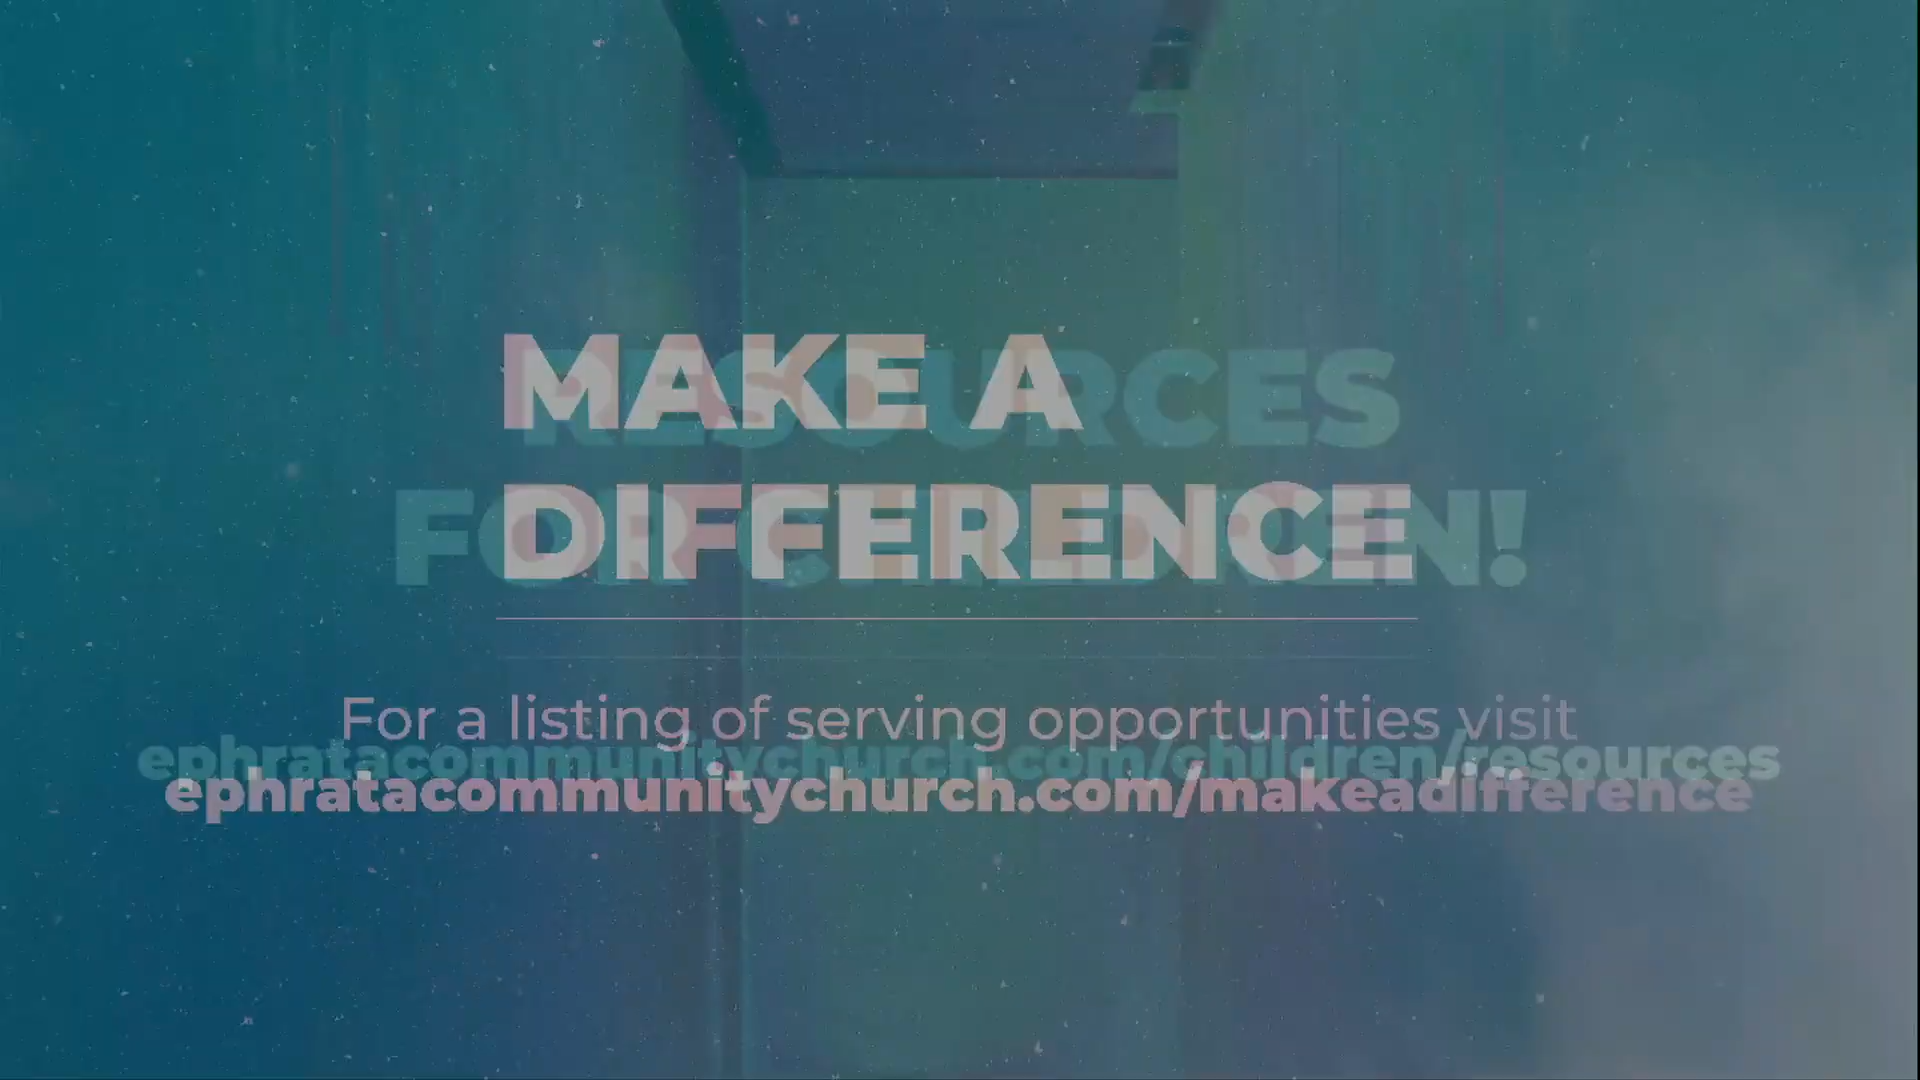 MAKE A
RESOURCES
DIFFERENCE
FOR CHILDREN!
For a listing of serving opportunities visit
ephratacommunitychurch.com/children/resources
ephratacommunitychurch.com/makeadifference